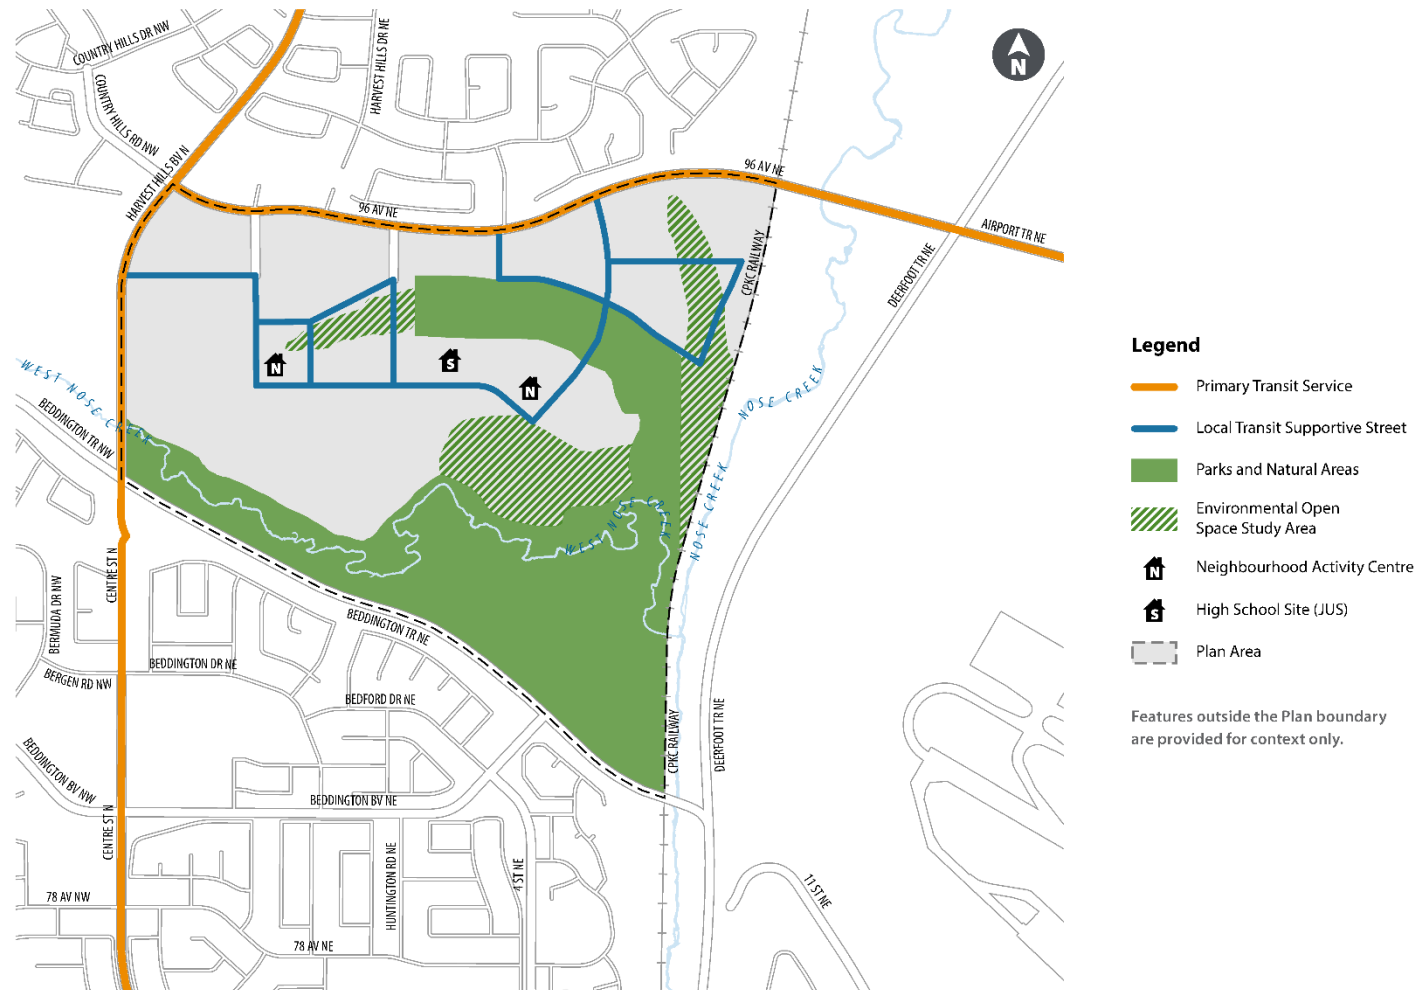 COUNTRY HILLS DR NW
HARVEST HILLS DR NE
N
COUNTRY HILLS RD NW
HARVEST HILLS BV N
96 AV NE
96 AV NE
AIRPORT TR NE
CPKC RAILWAY
DEERFOOT TR NE
WEST NOSE CREEK
BEDDINGTON TR NW
N
S
N
NOSE CREEK
NOSE CREEK
WEST NOSE CREEK
CENTRE ST N
BERMUDA DR NW
BEDDINGTON TR NE
BEDDINGTON DR NE
BERGEN RD NW
BEDFORD DR NE
CPKC RAILWAY
DEERFOOT TR NE
BEDDINGTON BV NW
BEDDINGTON BV NE
CENTRE ST N
HUNTINGTON RD NE
4 ST NE
11 ST NE
78 AV NW
78 AV NE
Legend
Primary Transit Service
Local Transit Supportive Street
Parks and Natural Areas
Environmental Open
Space Study Area
N
Neighbourhood Activity Centre
S
High School Site (JUS)
Plan Area
Features outside the Plan boundary
are provided for context only.